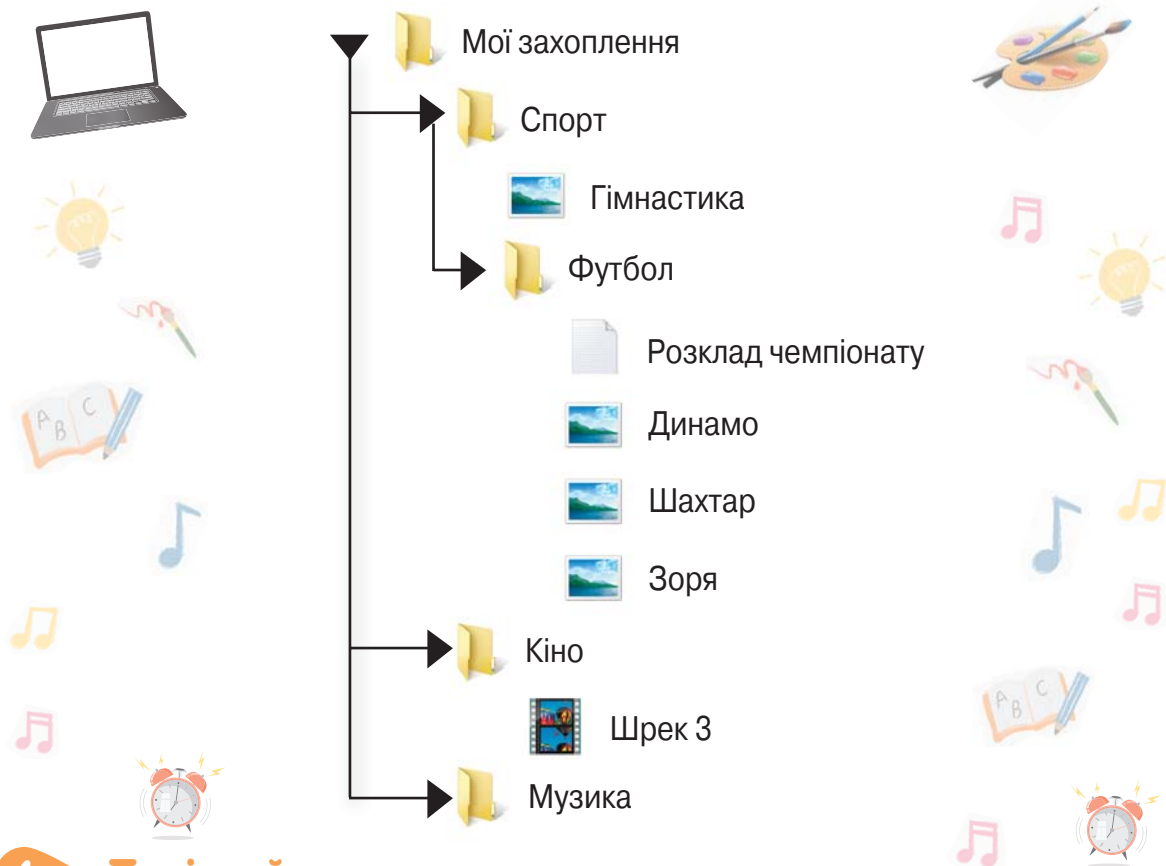 Мої захоплення
Спорт
Гімнастика
Футбол
Розклад чемпіонату
Динамо
Шахтар
Зоря
Кіно
Шрек 3
Музика
A B C
A B C